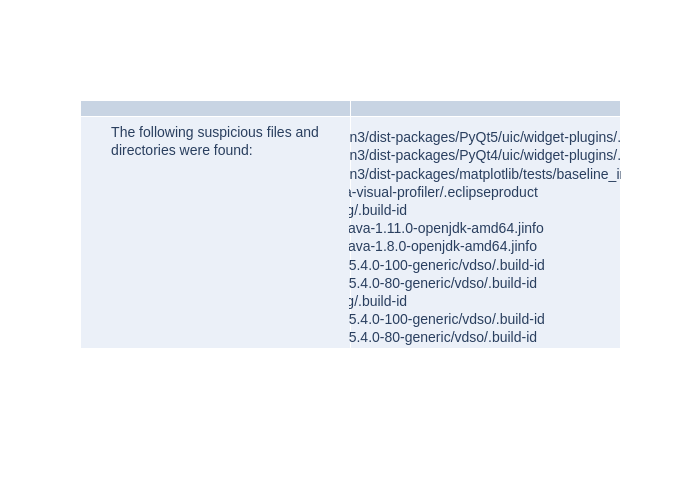 The following suspicious files and
directories were found:
n3/dist-packages/PyQt5/uic/widget-plugins/.
n3/dist-packages/PyQt4/uic/widget-plugins/.
n3/dist-packages/matplotlib/tests/baseline_i
-visual-profiler/.eclipseproduct
g/.build-id
ava-1.11.0-openjdk-amd64.jinfo
ava-1.8.0-openjdk-amd64.jinfo
5.4.0-100-generic/vdso/.build-id
5.4.0-80-generic/vdso/.build-id
g/.build-id
5.4.0-100-generic/vdso/.build-id
5.4.0-80-generic/vdso/.build-id